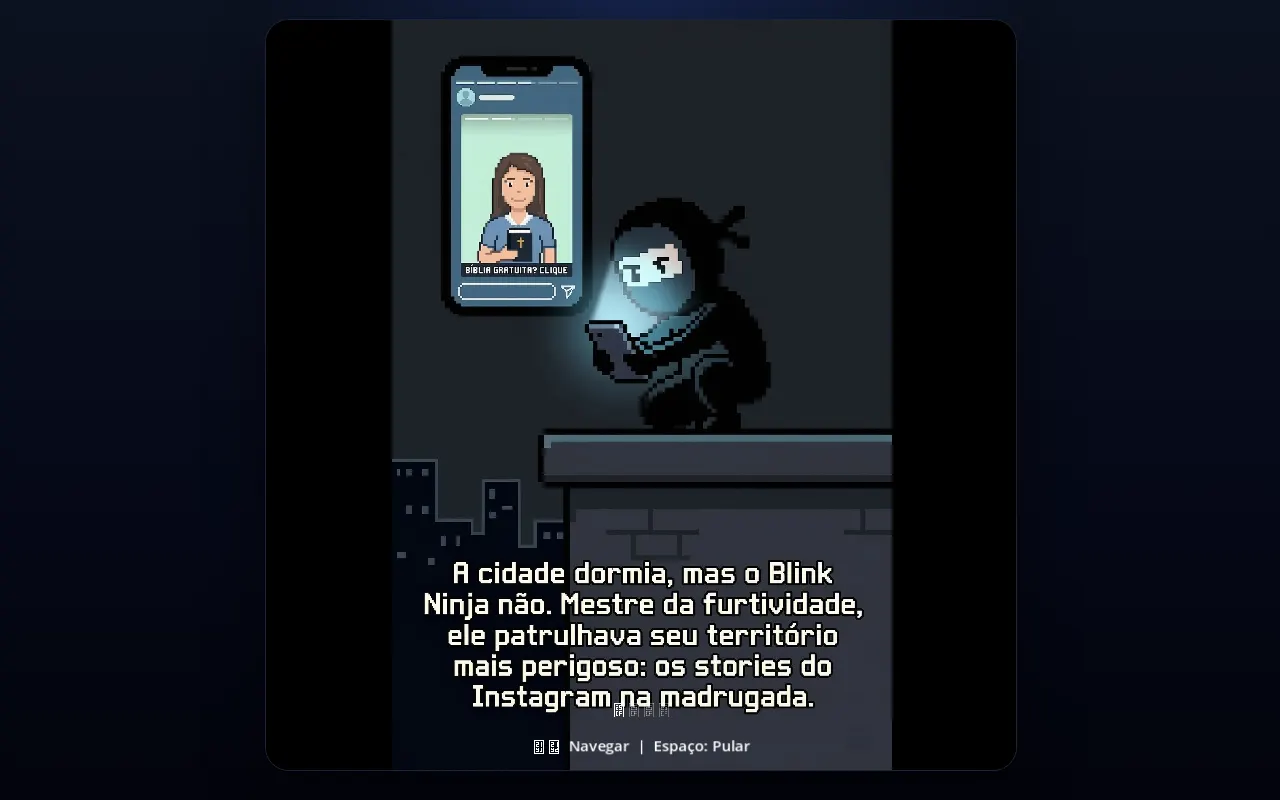 BÍBLIA GRATUITA? CLIQUE
A cidade dormia, mas o Blink
Ninja não. Mestre da furtividade,
ele patrulhava seu território
mais perigoso: os stories do
Instagram na madrugada.
Navegar | Espaço: Pular